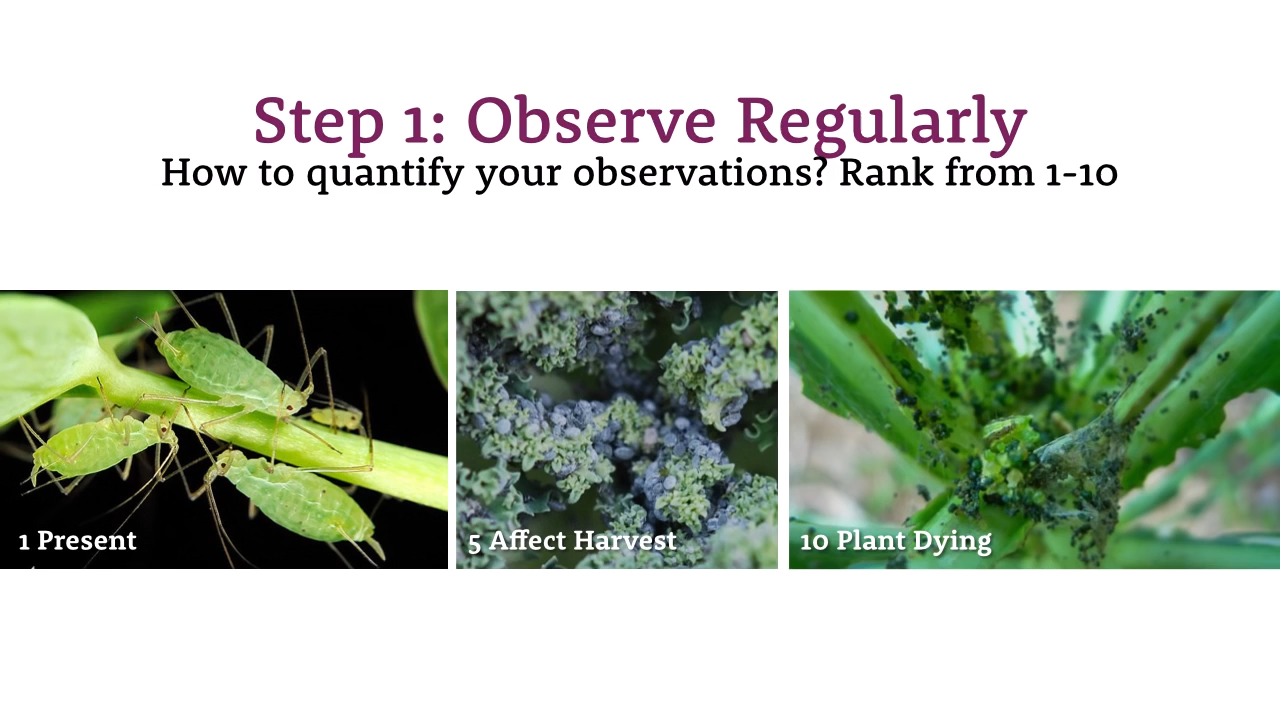 Step 1: Observe Regularly
How to quantify your observations? Rank from 1-10
1 Present
5 Affect Harvest
10 Plant Dying